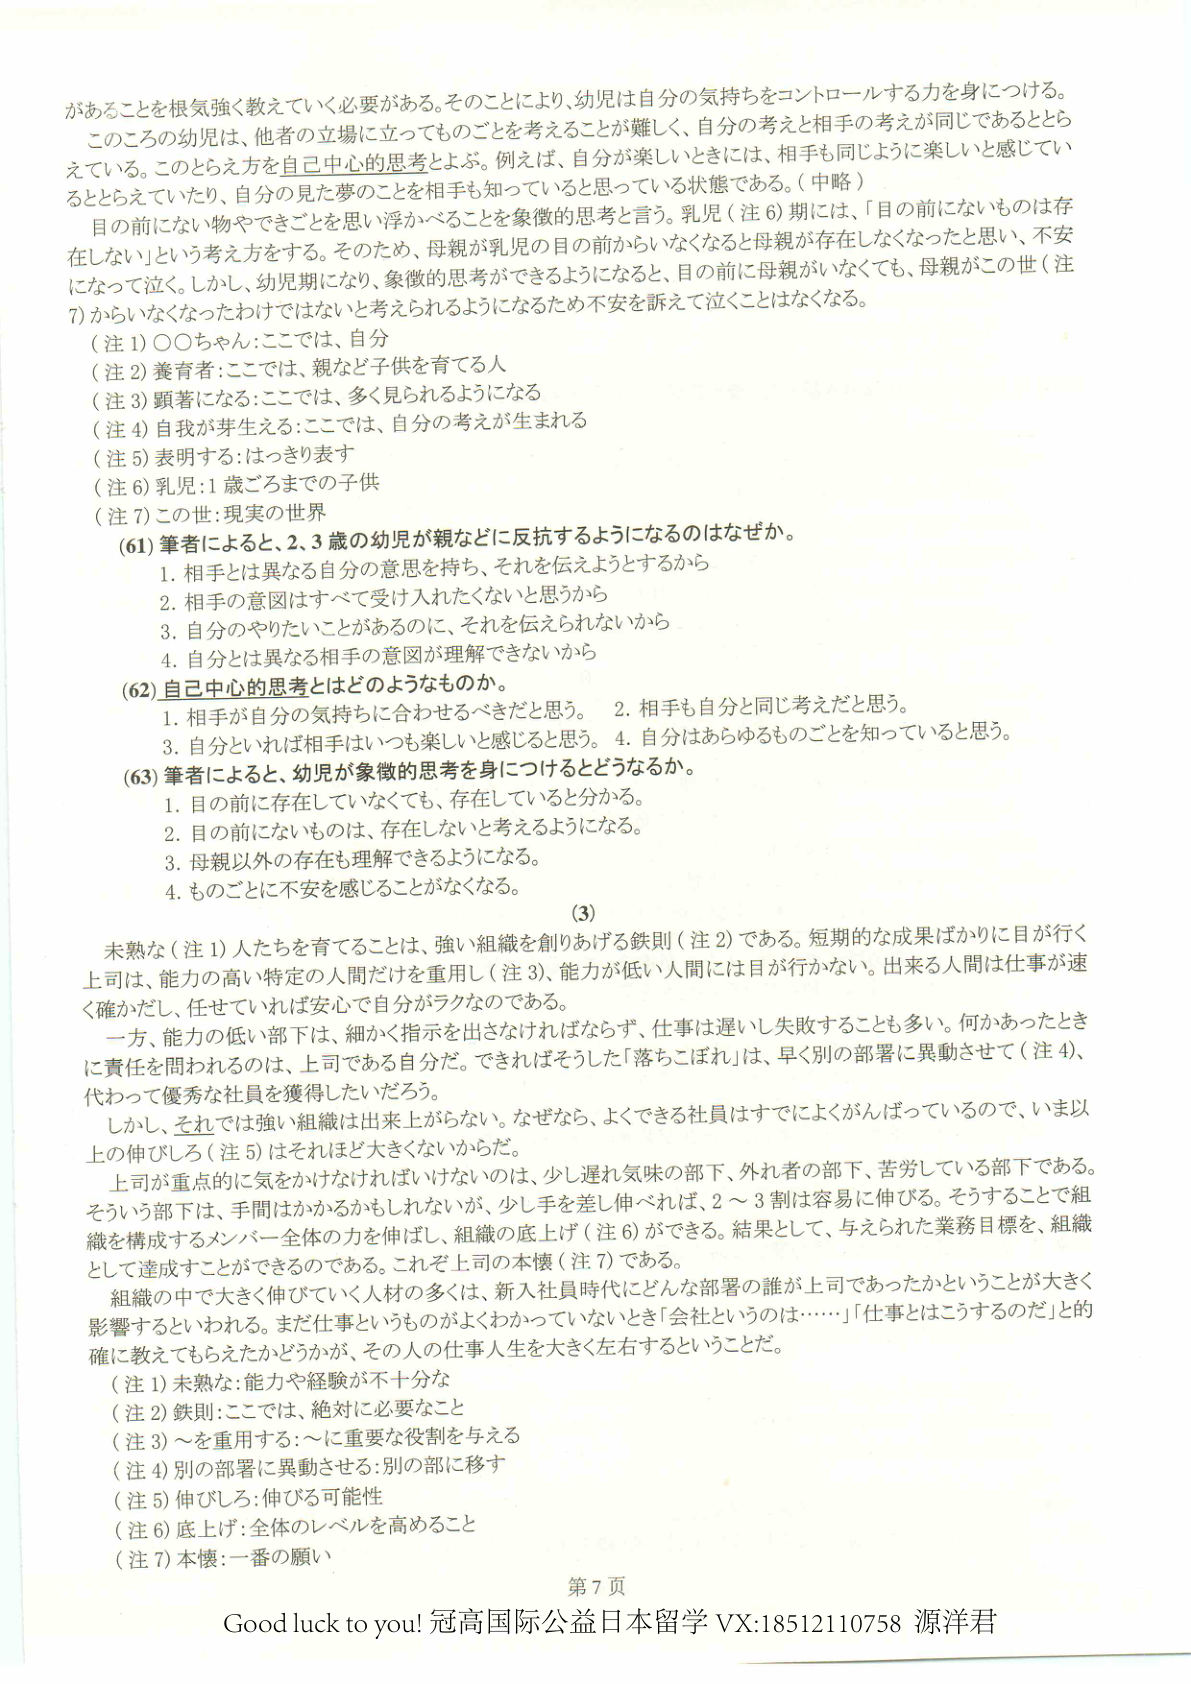 があることを根気強く教えていく必要がある。そのことにより、幼児は自分の気持ちをコントロールする力を身につける。
このころの幼児は、他者の立場に立ってものごとを考えることが難しく、自分の考えと相手の考えが同じであるととら
えている。このとらえ方を自己中心的思考とよぶ。例えば、自分が楽しいときには、相手も同じように楽しいと感じてい
るととらえていたり、自分の見た夢のことを相手も知っていると思っている状態である。(中略)
目の前にない物やできごとを思い浮かべることを象徴的思考と言う。乳児(注6)期には、「目の前にないものは存
在しない」という考え方をする。そのため、母親が乳児の目の前からいなくなると母親が存在しなくなったと思い、不安
になって泣く。しかし、幼児期になり、象徴的思考ができるようになると、目の前に母親がいなくても、母親がこの世(注
7)からいなくなったわけではないと考えられるようになるため不安を訴えて泣くことはなくなる。
(注1)〇〇ちゃん:ここでは、自分
(注2)養育者:ここでは、親など子供を育てる人
(注3)顕著になる:ここでは、多く見られるようになる
(注4)自我が芽生える:ここでは、自分の考えが生まれる
(注5)表明する:はっきり表す
(注6)乳児:1歳ごろまでの子供
(注7)この世:現実の世界
(61)筆者によると、2、3歳の幼児が親などに反抗するようになるのはなぜか。
1. 相手とは異なる自分の意思を持ち、それを伝えようとするから
2. 相手の意図はすべて受け入れたくないと思うから
3. 自分のやりたいことがあるのに、それを伝えられないから
4. 自分とは異なる相手の意図が理解できないから
(62)自己中心的思考とはどのようなものか。
1. 相手が自分の気持ちに合わせるべきだと思う。 2. 相手も自分と同じ考えだと思う。
3. 自分といれば相手はいつも楽しいと感じると思う。 4. 自分はあらゆるものごとを知っていると思う。
(63)筆者によると、幼児が象徴的思考を身につけるとどうなるか。
1. 目の前に存在していなくても、存在していると分かる。
2. 目の前にないものは、存在しないと考えるようになる。
3. 母親以外の存在も理解できるようになる。
4. ものごとに不安を感じることがなくなる。
(3)
未熟な(注1)人たちを育てることは、強い組織を創りあげる鉄則(注2)である。短期的な成果ばかりに目が行く
上司は、能力の高い特定の人間だけを重用し(注3)、能力が低い人間には目が行かない。出来る人間は仕事が速
く確かだし、任せていれば安心で自分がラクなのである。
一方、能力の低い部下は、細かく指示を出さなければならず、仕事は遅いし失敗することも多い。何かあったとき
に責任を問われるのは、上司である自分だ。できればそうした「落ちこぼれ」は、早く別の部署に異動させて(注4)、
代わって優秀な社員を獲得したいだろう。
しかし、それでは強い組織は出来上がらない。なぜなら、よくできる社員はすでによくがんばっているので、いま以
上の伸びしろ(注5)はそれほど大きくないからだ。
上司が重点的に気をかけなければいけないのは、少し遅れ気味の部下、外れ者の部下、苦労している部下である。
そういう部下は、手間はかかるかもしれないが、少し手を差し伸べれば、2～3割は容易に伸びる。そうすることで組
織を構成するメンバー全体の力を伸ばし、組織の底上げ(注6)ができる。結果として、与えられた業務目標を、組織
として達成すことができるのである。これぞ上司の本懐(注7)である。
組織の中で大きく伸びていく人材の多くは、新入社員時代にどんな部署の誰が上司であったかということが大きく
影響するといわれる。まだ仕事というものがよくわかっていないとき「会社というのは……」「仕事とはこうするのだ」と的
確に教えてもらえたかどうかが、その人の仕事人生を大きく左右するということだ。
(注1)未熟な:能力や経験が不十分な
(注2)鉄則:ここでは、絶対に必要なこと
(注3)～を重用する:～に重要な役割を与える
(注4)別の部署に異動させる:別の部に移す
(注5)伸びしろ:伸びる可能性
(注6)底上げ:全体のレベルを高めること
(注7)本懐:一番の願い
第7页
Good luck to you! 冠高国际公益日本留学 VX:18512110758 源洋君